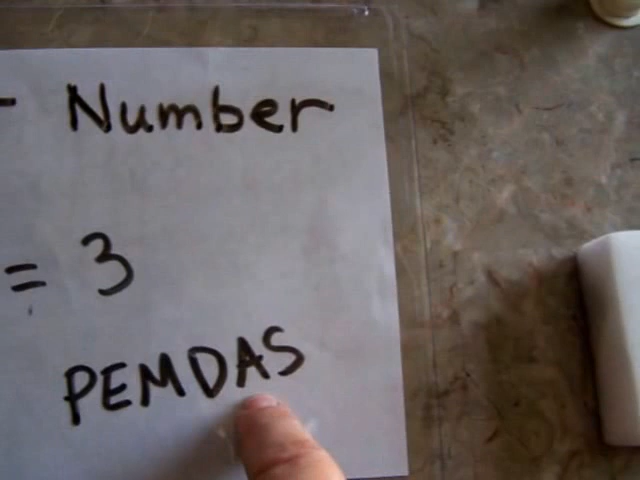 - Number
= 3
PEMDAS